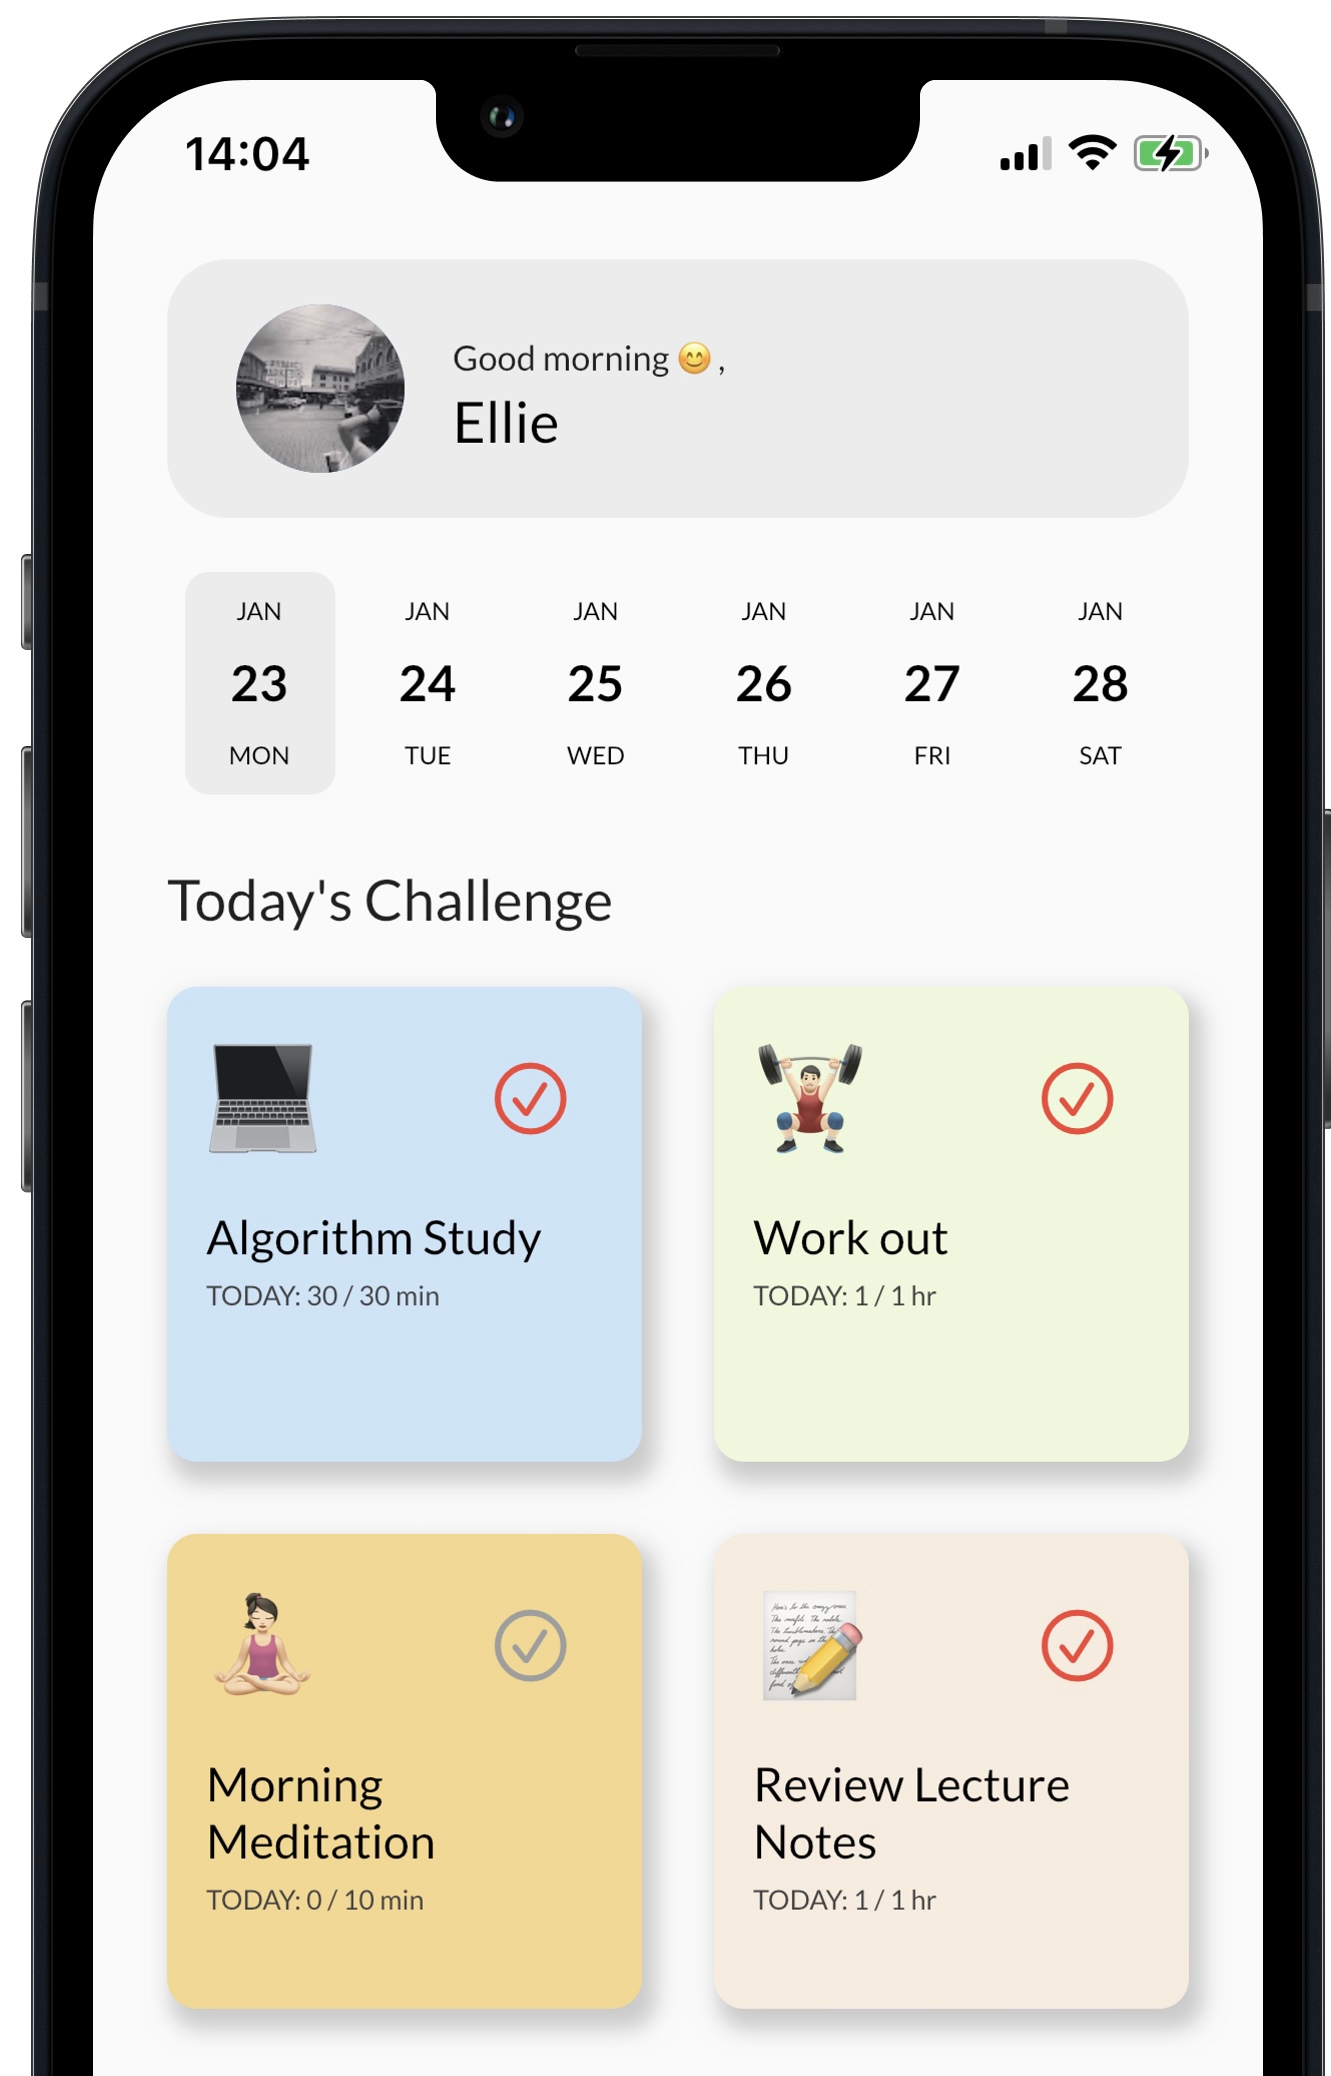 14:04
Good morning 😊 ,
Ellie
JAN JAN JAN JAN JAN JAN
23 24 25 26 27 28
MON TUE WED THU FRI SAT
Today's Challenge
Algorithm Study
TODAY: 30 / 30 min
Work out
TODAY: 1 / 1 hr
Morning
Meditation
TODAY: 0 / 10 min
Review Lecture
Notes
TODAY: 1 / 1 hr